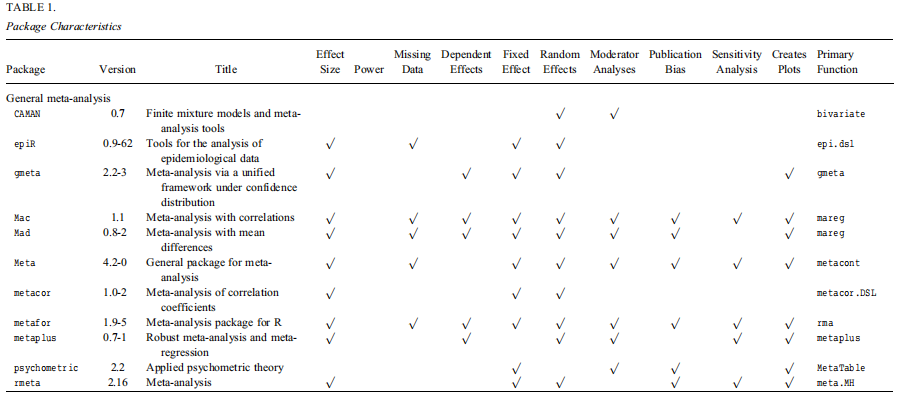 TABLE 1.
Package Characteristics
Effect Missing Dependent Fixed Random Moderator Publication Sensitivity Creates Primary
Package Version Title Size Power Data Effects Effect Effects Analyses Bias Analysis Plots Function
General meta-analysis
CAMAN 0.7 Finite mixture models and meta- √ √ bivariate
analysis tools
epiR 0.9-62 Tools for the analysis of √ √ √ √ epi.dsl
epidemiological data
gmeta 2.2-3 Meta-analysis via a unified √ √ √ √ √ gmeta
framework under confidence
distribution
Mac 1.1 Meta-analysis with correlations √ √ √ √ √ √ √ √ √ mareg
Mad 0.8-2 Meta-analysis with mean √ √ √ √ √ √ √ √ mareg
differences
Meta 4.2-0 General package for meta- √ √ √ √ √ √ √ √ metacont
analysis
metacor 1.0-2 Meta-analysis of correlation √ √ √ metacor.DSL
coefficients
metafor 1.9-5 Meta-analysis package for R √ √ √ √ √ √ √ √ √ rma
metaplus 0.7-1 Robust meta-analysis and meta- √ √ √ √ √ √ metaplus
regression
psychometric 2.2 Applied psychometric theory √ √ √ √ MetaTable
rmeta 2.16 Meta-analysis √ √ √ √ √ √ meta.MH